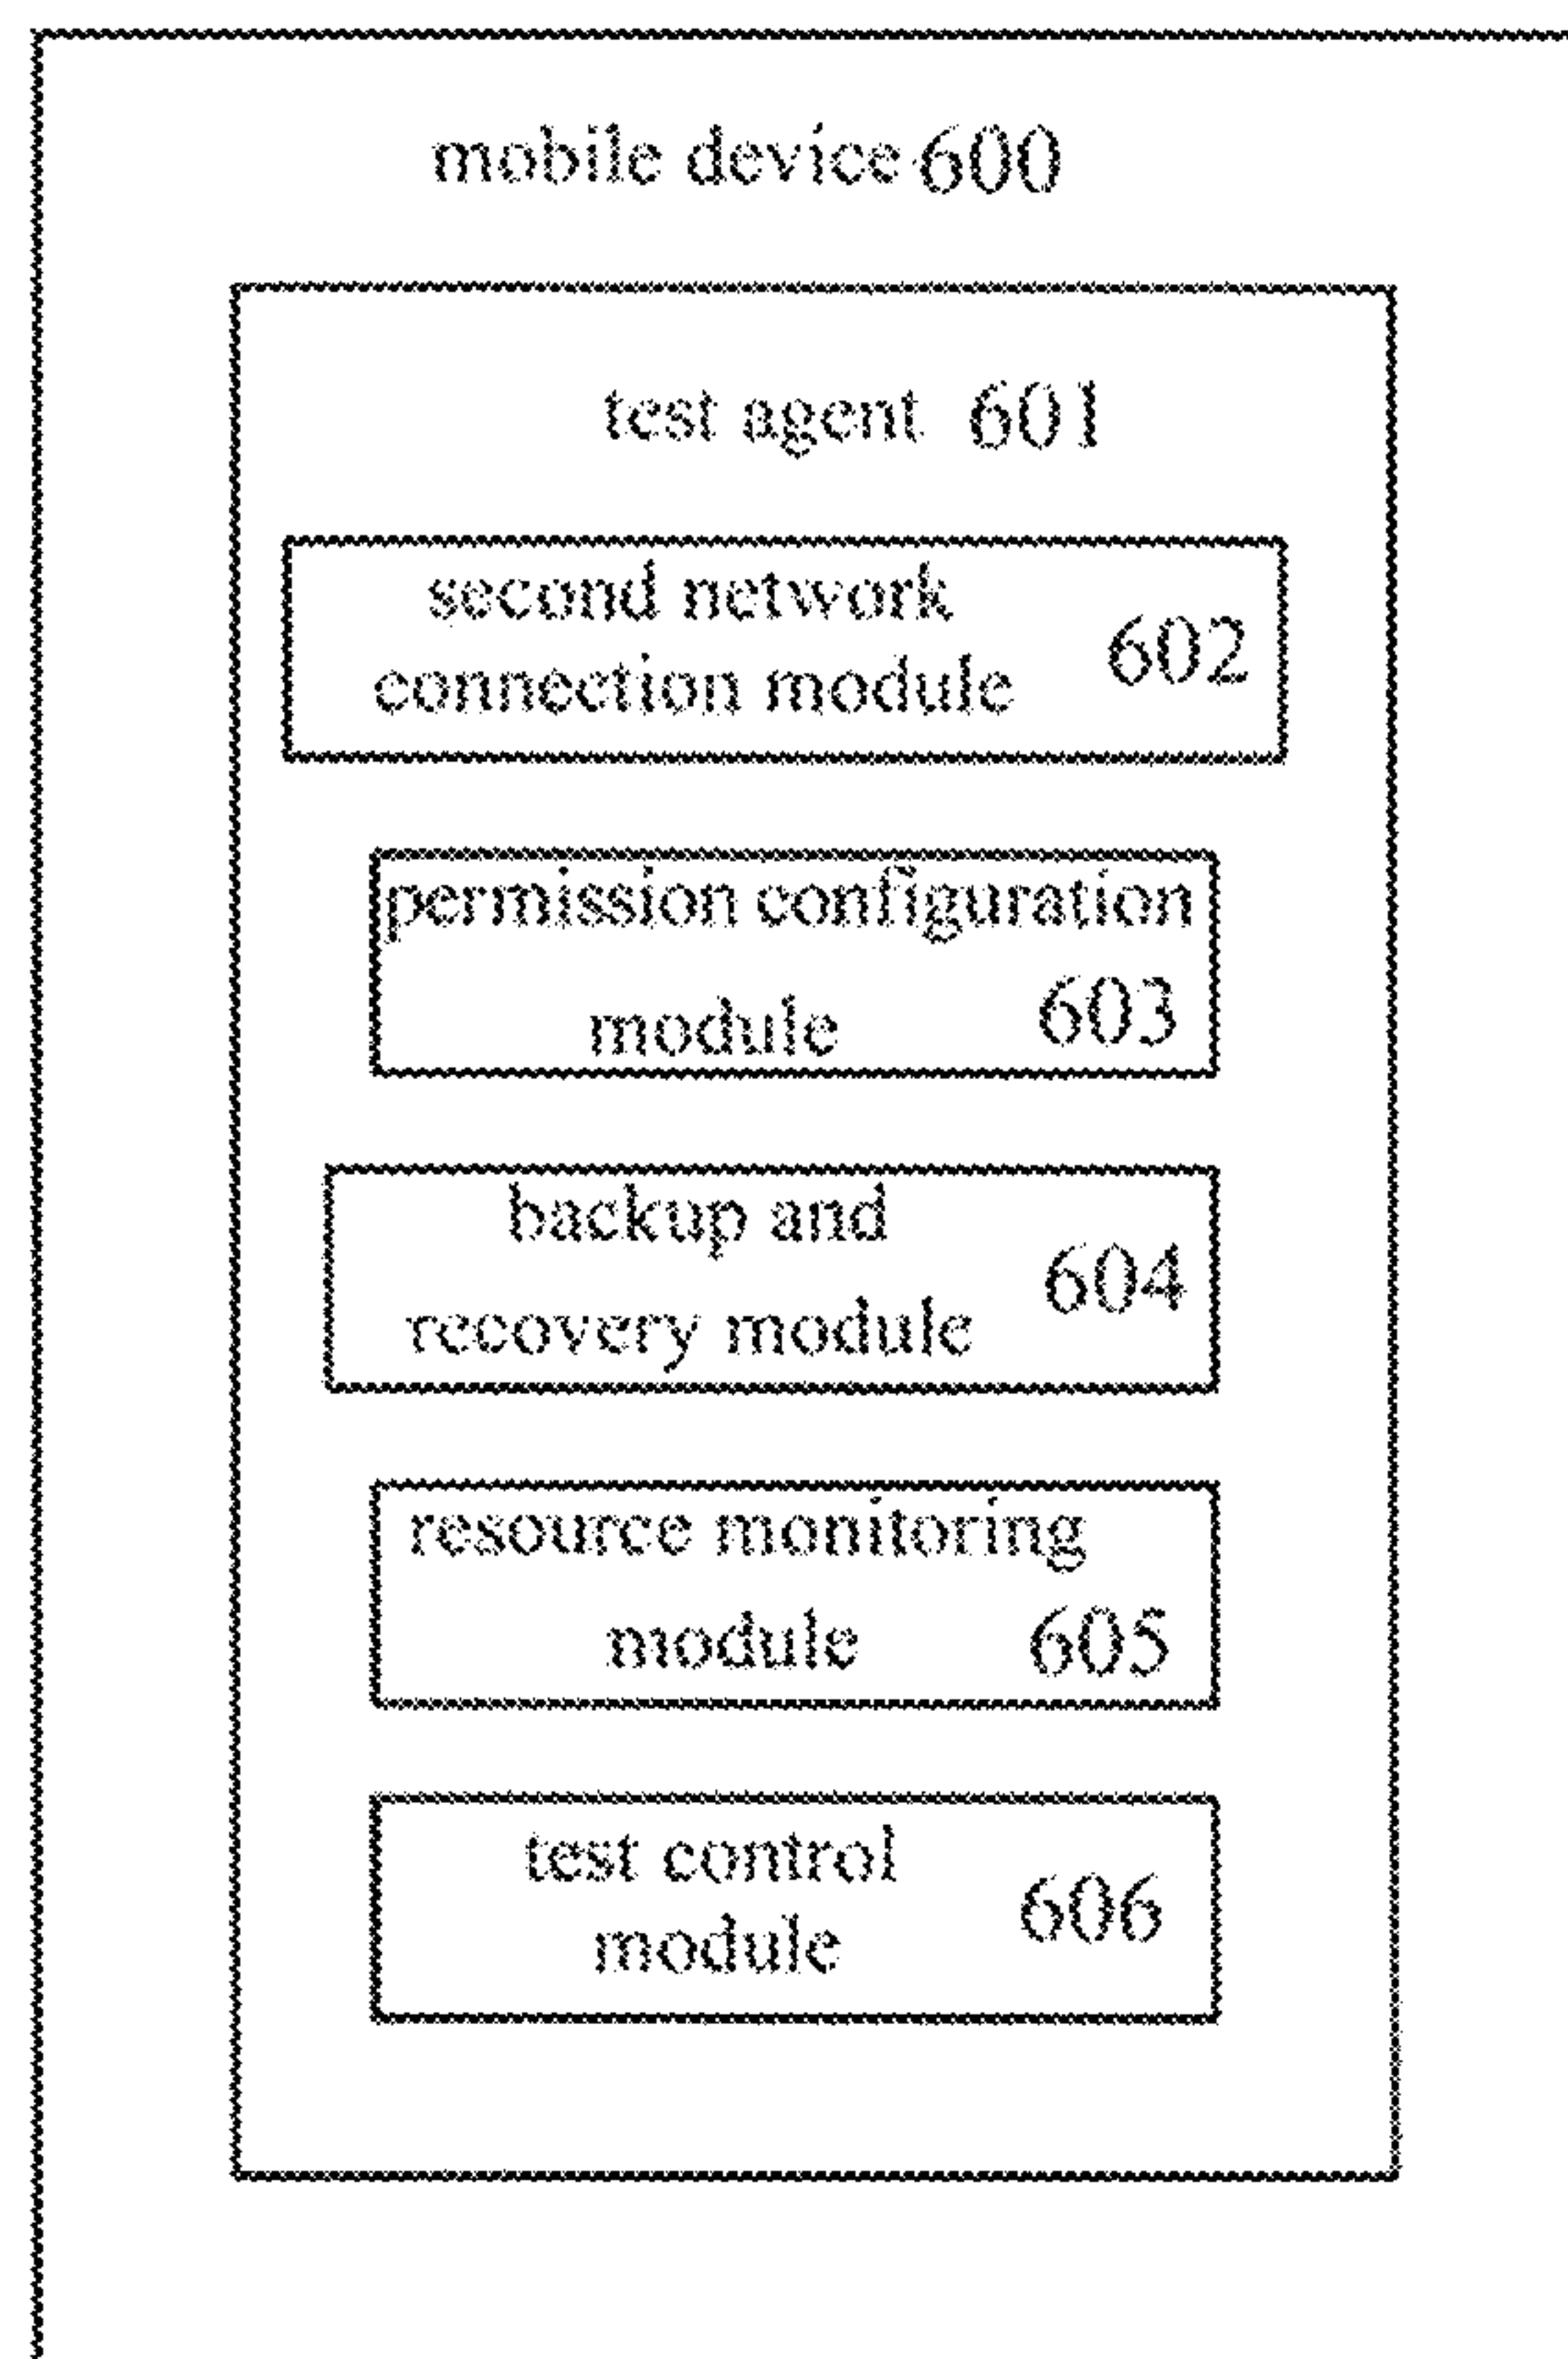 mobile device 600
test agent 601
second network
connection module 602
permission configuration
module 603
backup and
recovery module 604
resource monitoring
module 605
test control
module 606